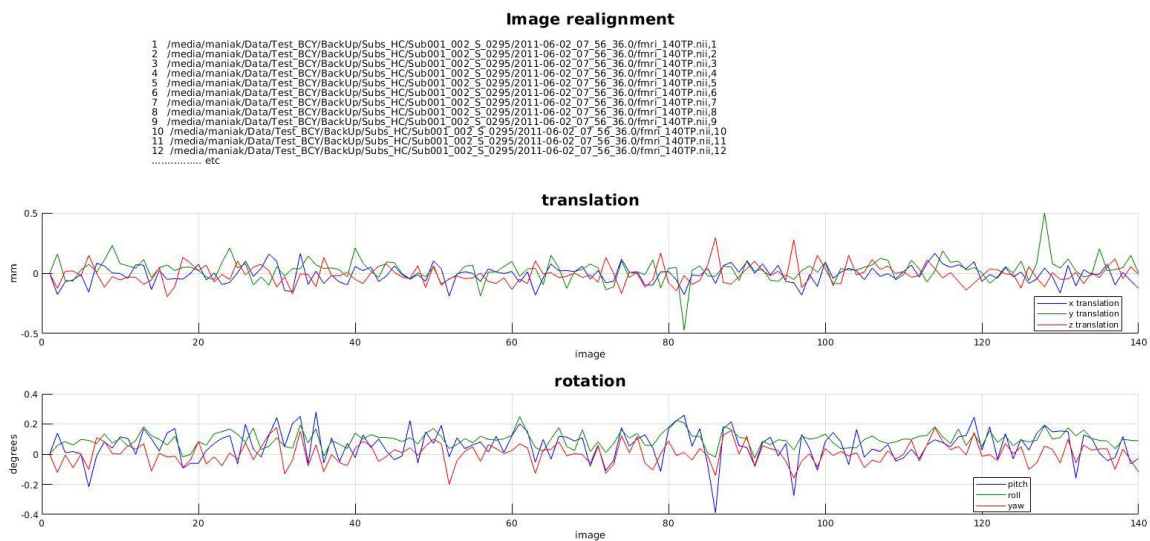 Image realignment
1 /media/maniak/Data/Test_BCY/BackUp/Subs_HC/Sub001_002_S_0295/2011-06-02_07_56_36.0/fmri_140TP.nii,1
2 /media/maniak/Data/Test_BCY/BackUp/Subs_HC/Sub001_002_S_0295/2011-06-02_07_56_36.0/fmri_140TP.nii,2
3 /media/maniak/Data/Test_BCY/BackUp/Subs_HC/Sub001_002_S_0295/2011-06-02_07_56_36.0/fmri_140TP.nii,3
4 /media/maniak/Data/Test_BCY/BackUp/Subs_HC/Sub001_002_S_0295/2011-06-02_07_56_36.0/fmri_140TP.nii,4
5 /media/maniak/Data/Test_BCY/BackUp/Subs_HC/Sub001_002_S_0295/2011-06-02_07_56_36.0/fmri_140TP.nii,5
6 /media/maniak/Data/Test_BCY/BackUp/Subs_HC/Sub001_002_S_0295/2011-06-02_07_56_36.0/fmri_140TP.nii,6
7 /media/maniak/Data/Test_BCY/BackUp/Subs_HC/Sub001_002_S_0295/2011-06-02_07_56_36.0/fmri_140TP.nii,7
8 /media/maniak/Data/Test_BCY/BackUp/Subs_HC/Sub001_002_S_0295/2011-06-02_07_56_36.0/fmri_140TP.nii,8
9 /media/maniak/Data/Test_BCY/BackUp/Subs_HC/Sub001_002_S_0295/2011-06-02_07_56_36.0/fmri_140TP.nii,9
10 /media/maniak/Data/Test_BCY/BackUp/Subs_HC/Sub001_002_S_0295/2011-06-02_07_56_36.0/fmri_140TP.nii,10
11 /media/maniak/Data/Test_BCY/BackUp/Subs_HC/Sub001_002_S_0295/2011-06-02_07_56_36.0/fmri_140TP.nii,11
12 /media/maniak/Data/Test_BCY/BackUp/Subs_HC/Sub001_002_S_0295/2011-06-02_07_56_36.0/fmri_140TP.nii,12
................ etc
translation
0.5
0
-0.5
mm
x translation
y translation
z translation
0 20 40 60 80 100 120 140
image
rotation
0.4
0.2
0
-0.2
-0.4
degrees
pitch
roll
yaw
0 20 40 60 80 100 120 140
image